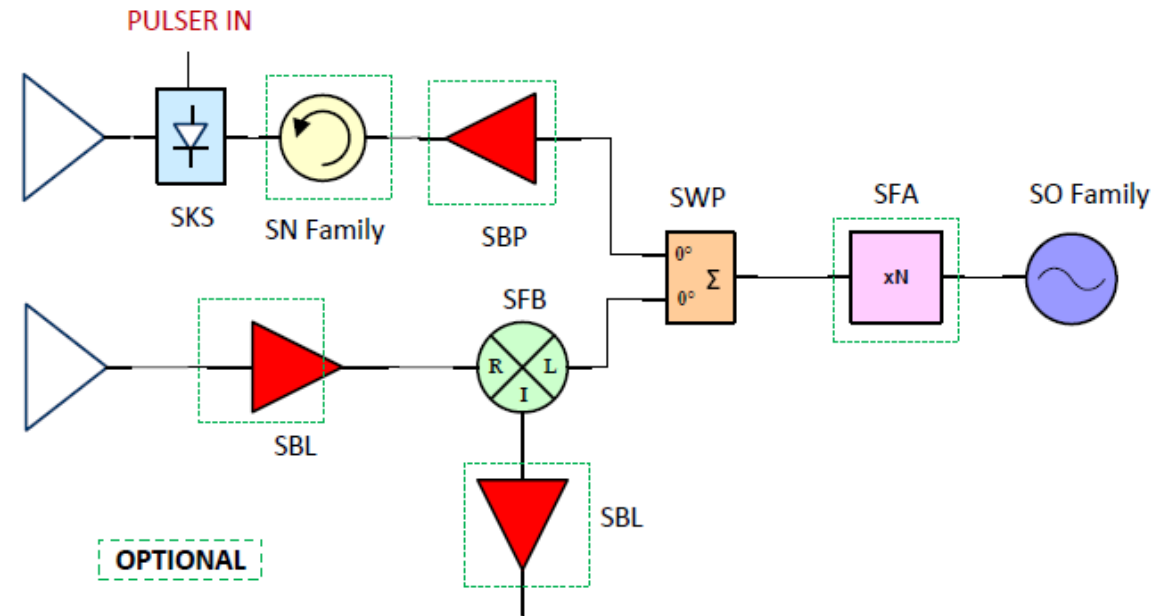 PULSER IN
SKS
SN Family
SBP
SWP
SFA
SO Family
0°
Σ
0°
xN
SFB
R
L
I
SBL
SBL
OPTIONAL